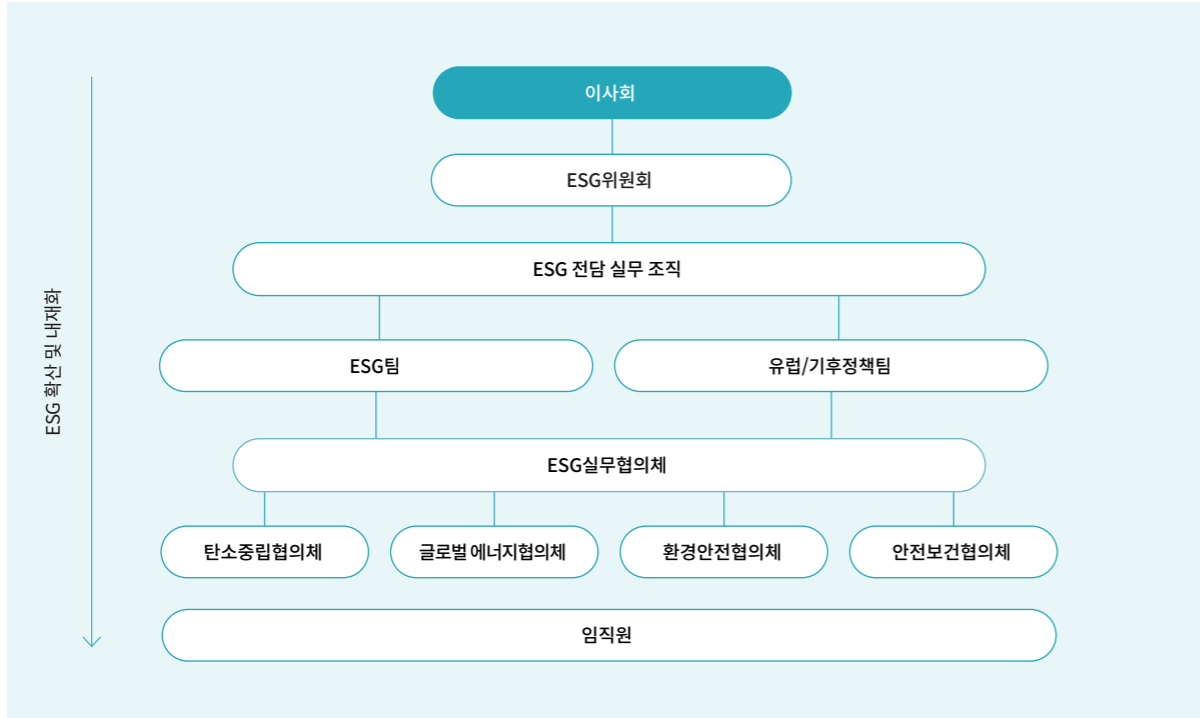 이사회
ESG위원회
ESG 전담 실무 조직
ESG팀
유럽/기후정책팀
ESG실무협의체
탄소중립협의체
글로벌 에너지협의체
환경안전협의체
안전보건협의체
임직원
ESG 확산 및 내재화